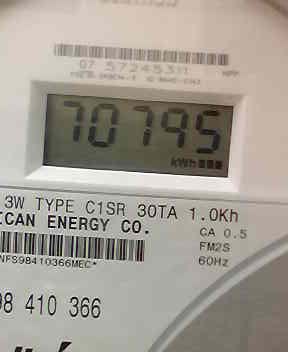 07 57245311
70795
kWh
3W TYPE C1SR 30TA 1.0Kh
ICAN ENERGY CO.
CA 0.5
FM2S
60Hz
NFS98410366MEC*
98 410 366